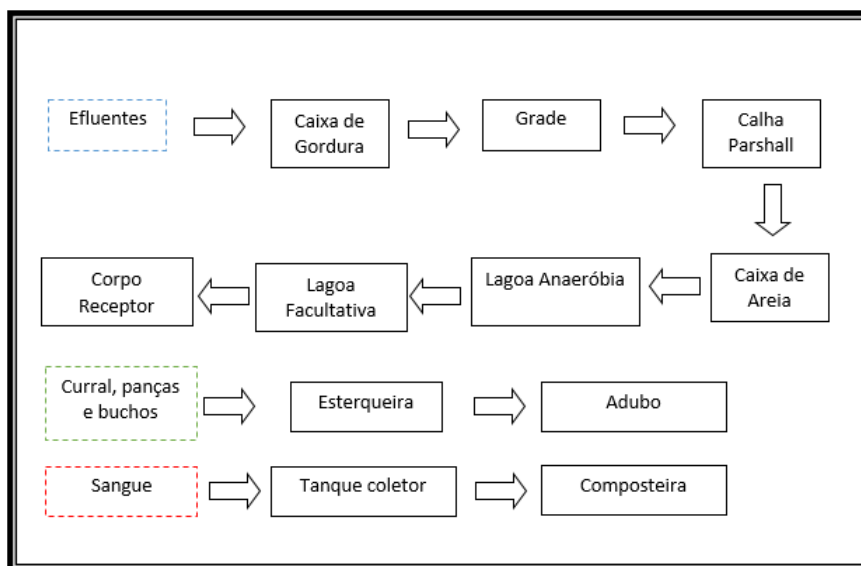 Efluentes
Caixa de
Gordura
Grade
Calha
Parshall
Corpo
Receptor
Lagoa
Facultativa
Lagoa Anaeróbia
Caixa de
Areia
Curral, panças
e buchos
Esterqueira
Adubo
Sangue
Tanque coletor
Composteira